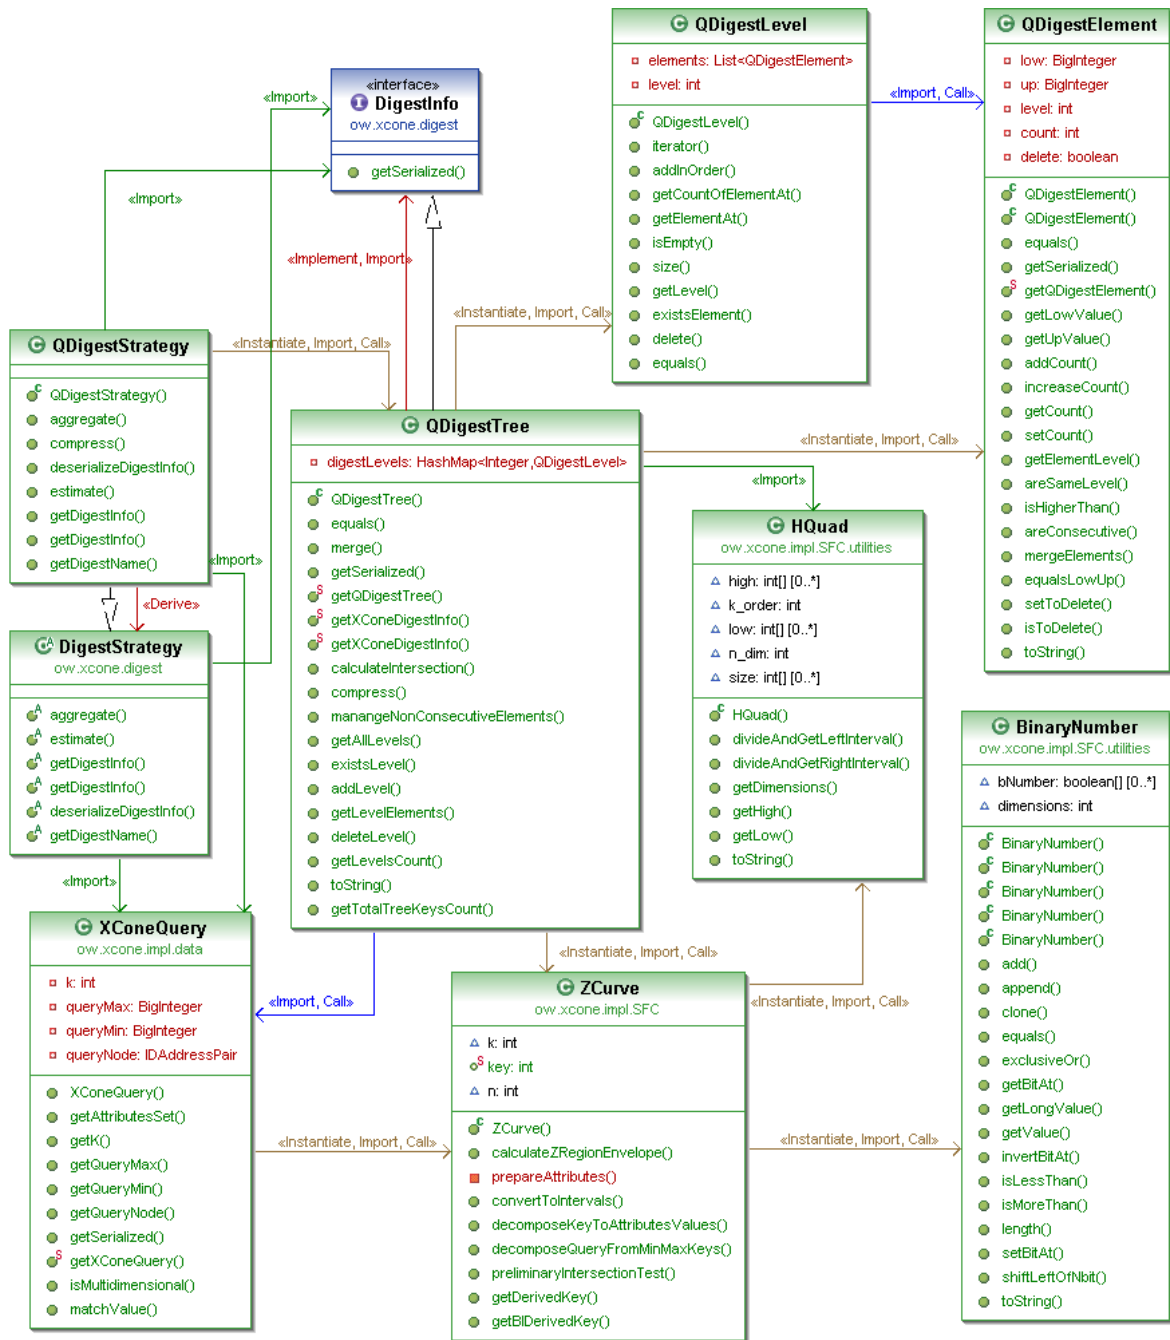 QDigestLevel
elements: List<QDigestElement>
level: int
QDigestLevel()
iterator()
addInOrder()
getCountOfElementAt()
getElementAt()
isEmpty()
size()
getLevel()
existsElement()
delete()
equals()
«Import, Call»
QDigestElement
low: BigInteger
up: BigInteger
level: int
count: int
delete: boolean
QDigestElement()
QDigestElement()
equals()
getSerialized()
getQDigestElement()
getLowValue()
getUpValue()
addCount()
increaseCount()
getCount()
setCount()
getElementLevel()
areSameLevel()
isHigherThan()
areConsecutive()
mergeElements()
equalsLowUp()
setToDelete()
isToDelete()
toString()
«interface»
DigestInfo
ow.xcone.digest
getSerialized()
«Import»
«Import»
«Implement, Import»
«Instantiate, Import, Call»
QDigestStrategy
QDigestStrategy()
aggregate()
compress()
deserializeDigestInfo()
estimate()
getDigestInfo()
getDigestInfo()
getDigestName()
«Instantiate, Import, Call»
«Import»
«Derive»
DigestStrategy
ow.xcone.digest
aggregate()
estimate()
getDigestInfo()
getDigestInfo()
deserializeDigestInfo()
getDigestName()
«Import»
QDigestTree
digestLevels: HashMap<Integer,QDigestLevel>
QDigestTree()
equals()
merge()
getSerialized()
getQDigestTree()
getXConeDigestInfo()
getXConeDigestInfo()
calculateIntersection()
compress()
manangeNonConsecutiveElements()
getAllLevels()
existsLevel()
addLevel()
getLevelElements()
deleteLevel()
getLevelsCount()
toString()
getTotalTreeKeysCount()
«Instantiate, Import, Call»
«Import»
HQuad
ow.xcone.impl.SFC.utilities
high: int[] [0..*]
k_order: int
low: int[] [0..*]
n_dim: int
size: int[] [0..*]
HQuad()
divideAndGetLeftInterval()
divideAndGetRightInterval()
getDimensions()
getHigh()
getLow()
toString()
BinaryNumber
ow.xcone.impl.SFC.utilities
bNumber: boolean[] [0..*]
dimensions: int
BinaryNumber()
BinaryNumber()
BinaryNumber()
BinaryNumber()
BinaryNumber()
add()
append()
clone()
equals()
exclusiveOr()
getBitAt()
getLongValue()
getValue()
invertBitAt()
isLessThan()
isMoreThan()
length()
setBitAt()
shiftLeftOfNbit()
toString()
XConeQuery
ow.xcone.impl.data
k: int
queryMax: BigInteger
queryMin: BigInteger
queryNode: IDAddressPair
XConeQuery()
getAttributesSet()
getK()
getQueryMax()
getQueryMin()
getQueryNode()
getSerialized()
getXConeQuery()
isMultidimensional()
matchValue()
«Import, Call»
«Instantiate, Import, Call»
«Instantiate, Import, Call»
«Instantiate, Import, Call»
ZCurve
ow.xcone.impl.SFC
k: int
key: int
n: int
ZCurve()
calculateZRegionEnvelope()
prepareAttributes()
convertToIntervals()
decomposeKeyToAttributesValues()
decomposeQueryFromMinMaxKeys()
preliminaryIntersectionTest()
getDerivedKey()
getBIDerivedKey()
«Instantiate, Import, Call»